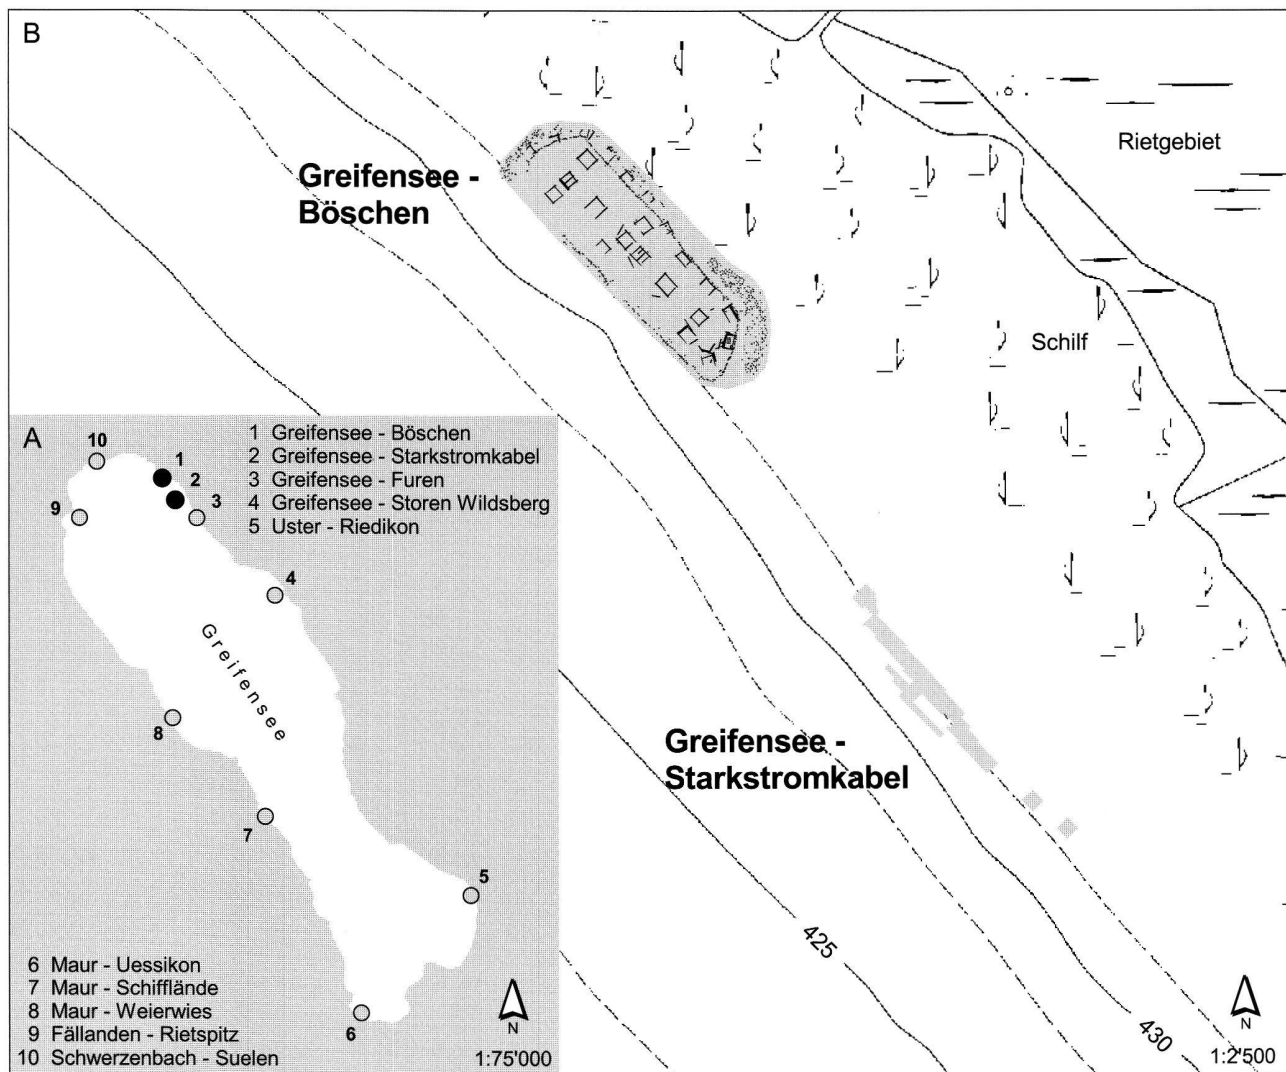 B
Rietgebiet
Greifensee -
Böschen
Schilf
A
1 Greifensee - Böschen
2 Greifensee - Starkstromkabel
3 Greifensee - Furen
4 Greifensee - Storen Wildsberg
5 Uster - Riedikon
10
1
2
3
9
4
Greifensee
8
7
5
6
6 Maur - Uessikon
7 Maur - Schifflände
8 Maur - Weierwies
9 Fällanden - Rietspitz
10 Schwerzenbach - Suelen
N
1:75'000
Greifensee -
Starkstromkabel
425
430
N
1:2'500